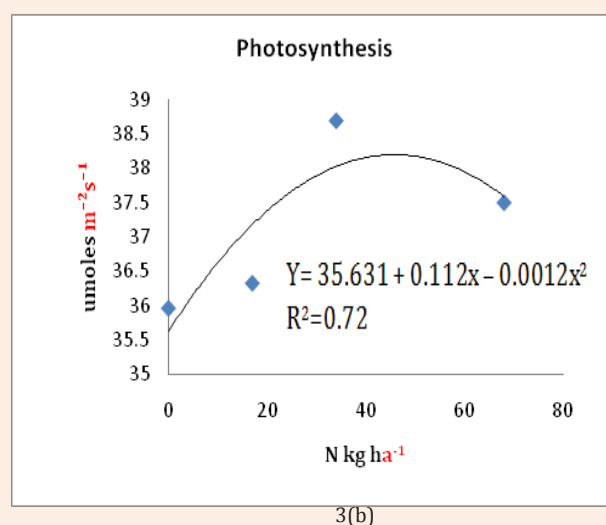 Photosynthesis
39
38.5
38
37.5
37
36.5
36
35.5
35
umoles m⁻²s⁻¹
Y= 35.631 + 0.112x – 0.0012x²
R²=0.72
0 20 40 60 80
N kg ha⁻¹
3(b)